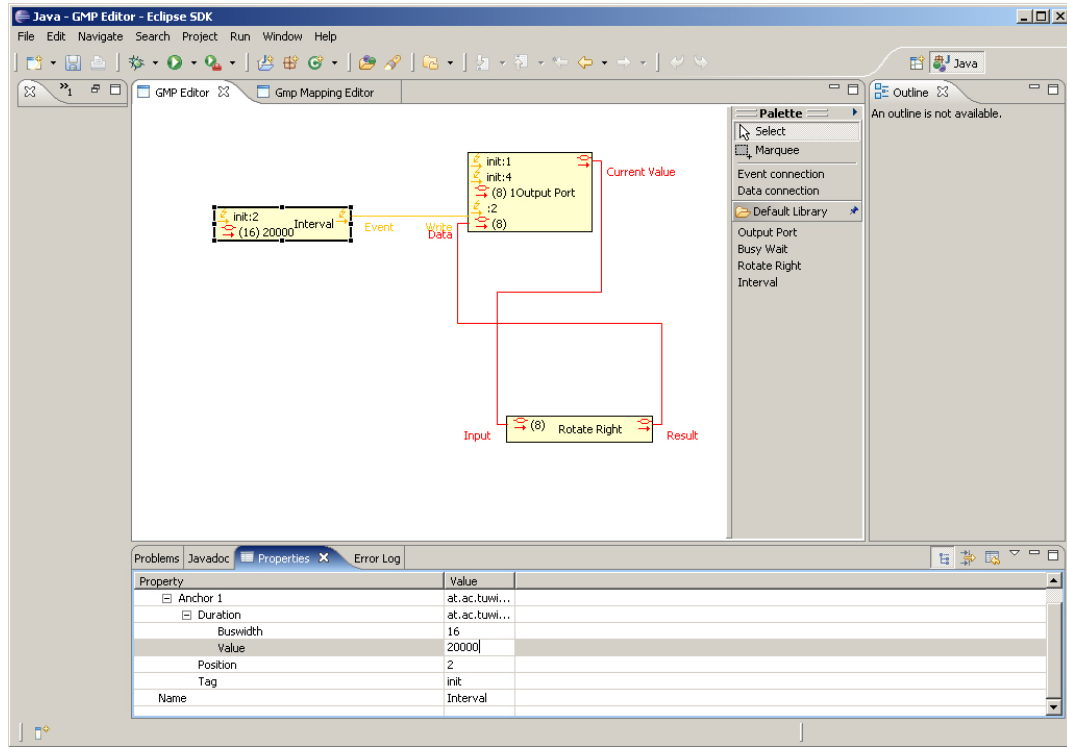 Java - GMP Editor - Eclipse SDK
File Edit Navigate Search Project Run Window Help
Java
»1
GMP Editor
Gmp Mapping Editor
Outline
An outline is not available.
Palette
Select
Marquee
Event connection
Data connection
Default Library
Output Port
Busy Wait
Rotate Right
Interval
init:1
init:4
(8) 1Output Port
:2
(8)
Current Value
init:2
Interval
(16) 20000
Event
Write
Data
(8)
Rotate Right
Input
Result
Problems Javadoc Properties Error Log
Property Value
Anchor 1 at.ac.tuwi...
Duration at.ac.tuwi...
Buswidth 16
Value 20000
Position 2
Tag init
Name Interval